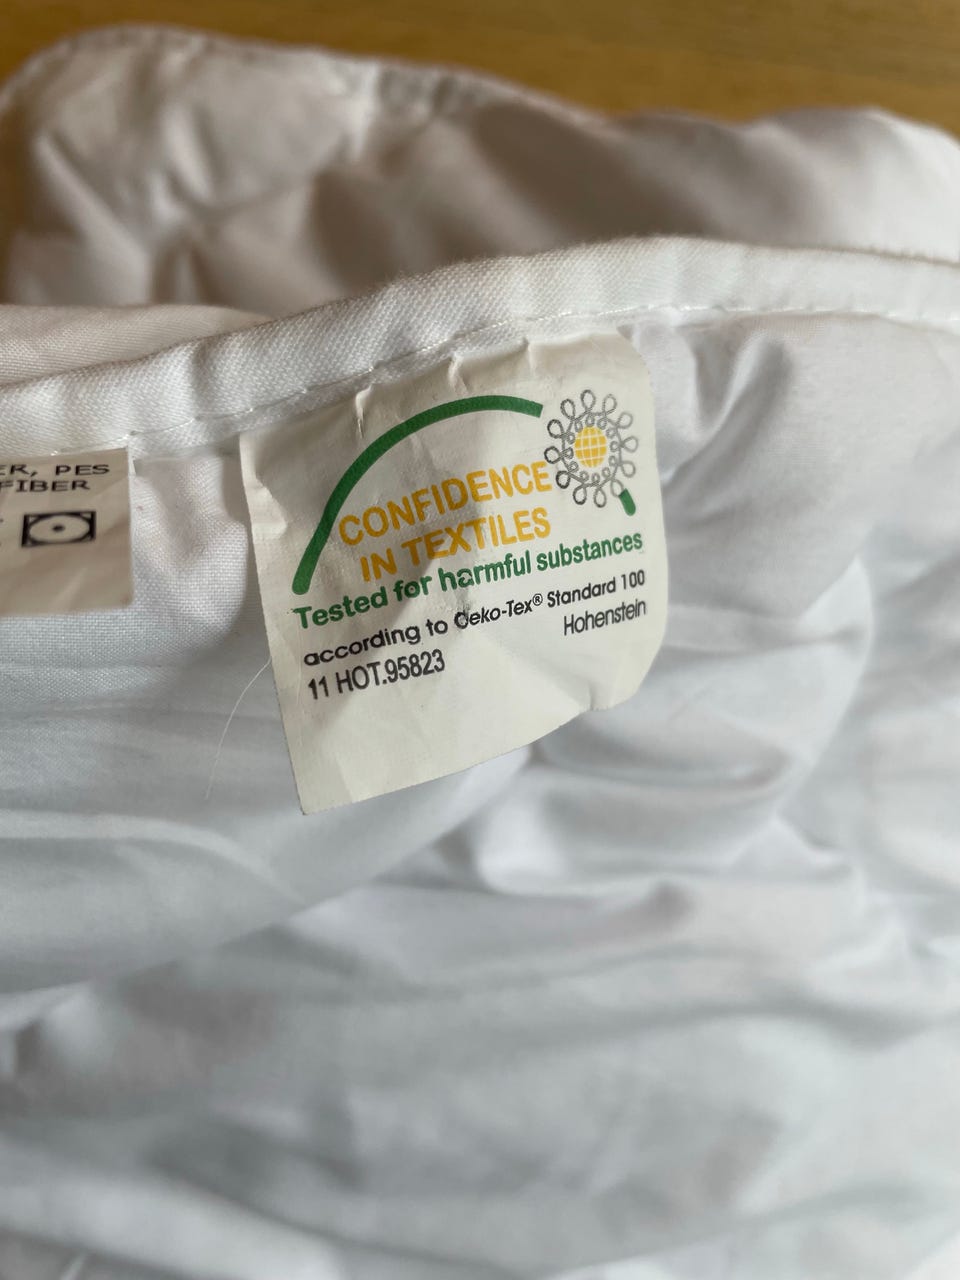 PES
FIBER
CONFIDENCE
IN TEXTILES
Tested for harmful substances
according to Oeko-Tex® Standard 100
11 HOT.95823 Hohenstein